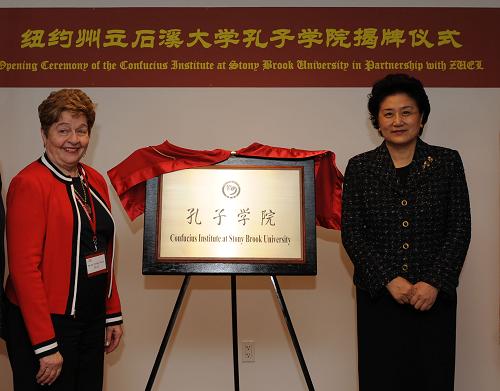 纽约州立石溪大学孔子学院揭牌仪式
Opening Ceremony of the Confucius Institute at Stony Brook University in Partnership with ZUEL
孔子学院
Confucius Institute at Stony Brook University